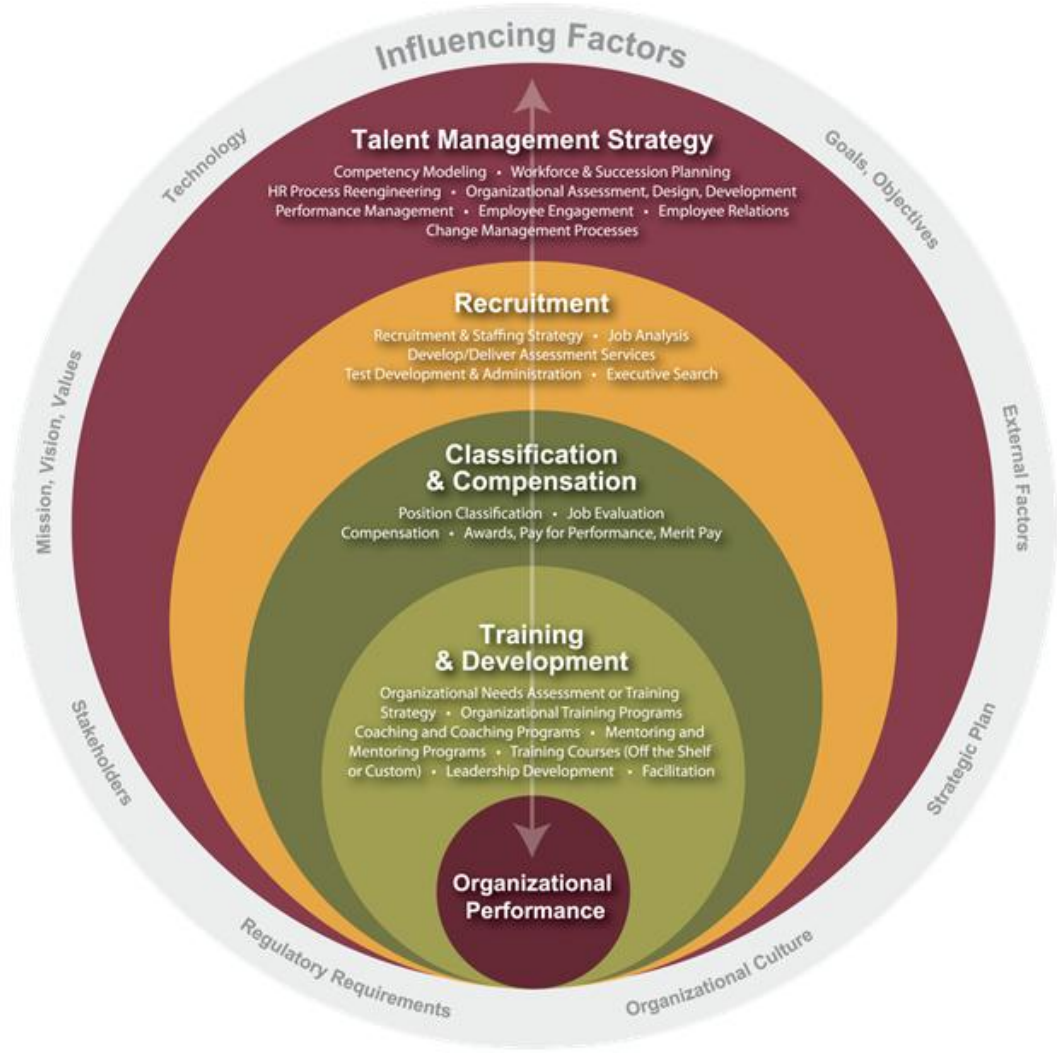 Influencing Factors
Technology
Goals, Objectives
Mission, Vision, Values
External Factors
Stakeholders
Strategic Plan
Regulatory Requirements
Organizational Culture
Talent Management Strategy
Competency Modeling • Workforce & Succession Planning
HR Process Reengineering • Organizational Assessment, Design, Development
Performance Management • Employee Engagement • Employee Relations
Change Management Processes
Recruitment
Recruitment & Staffing Strategy • Job Analysis
Develop/Deliver Assessment Services
Test Development & Administration • Executive Search
Classification
& Compensation
Position Classification • Job Evaluation
Compensation • Awards, Pay for Performance, Merit Pay
Training
& Development
Organizational Needs Assessment or Training
Strategy • Organizational Training Programs
Coaching and Coaching Programs • Mentoring and
Mentoring Programs • Training Courses (Off the Shelf
or Custom) • Leadership Development • Facilitation
Organizational
Performance